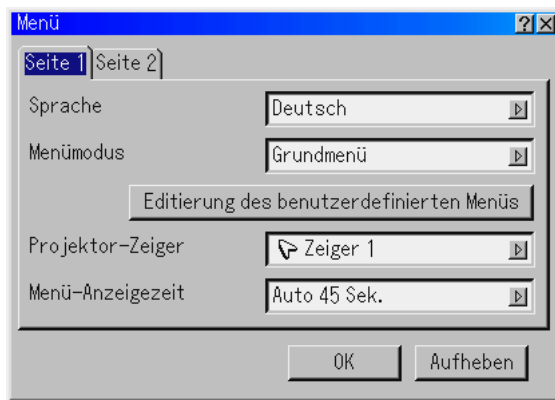 Menü
Seite 1 Seite 2
Sprache Deutsch
Menümodus Grundmenü
Editierung des benutzerdefinierten Menüs
Projektor-Zeiger Zeiger 1
Menü-Anzeigezeit Auto 45 Sek.
OK Aufheben